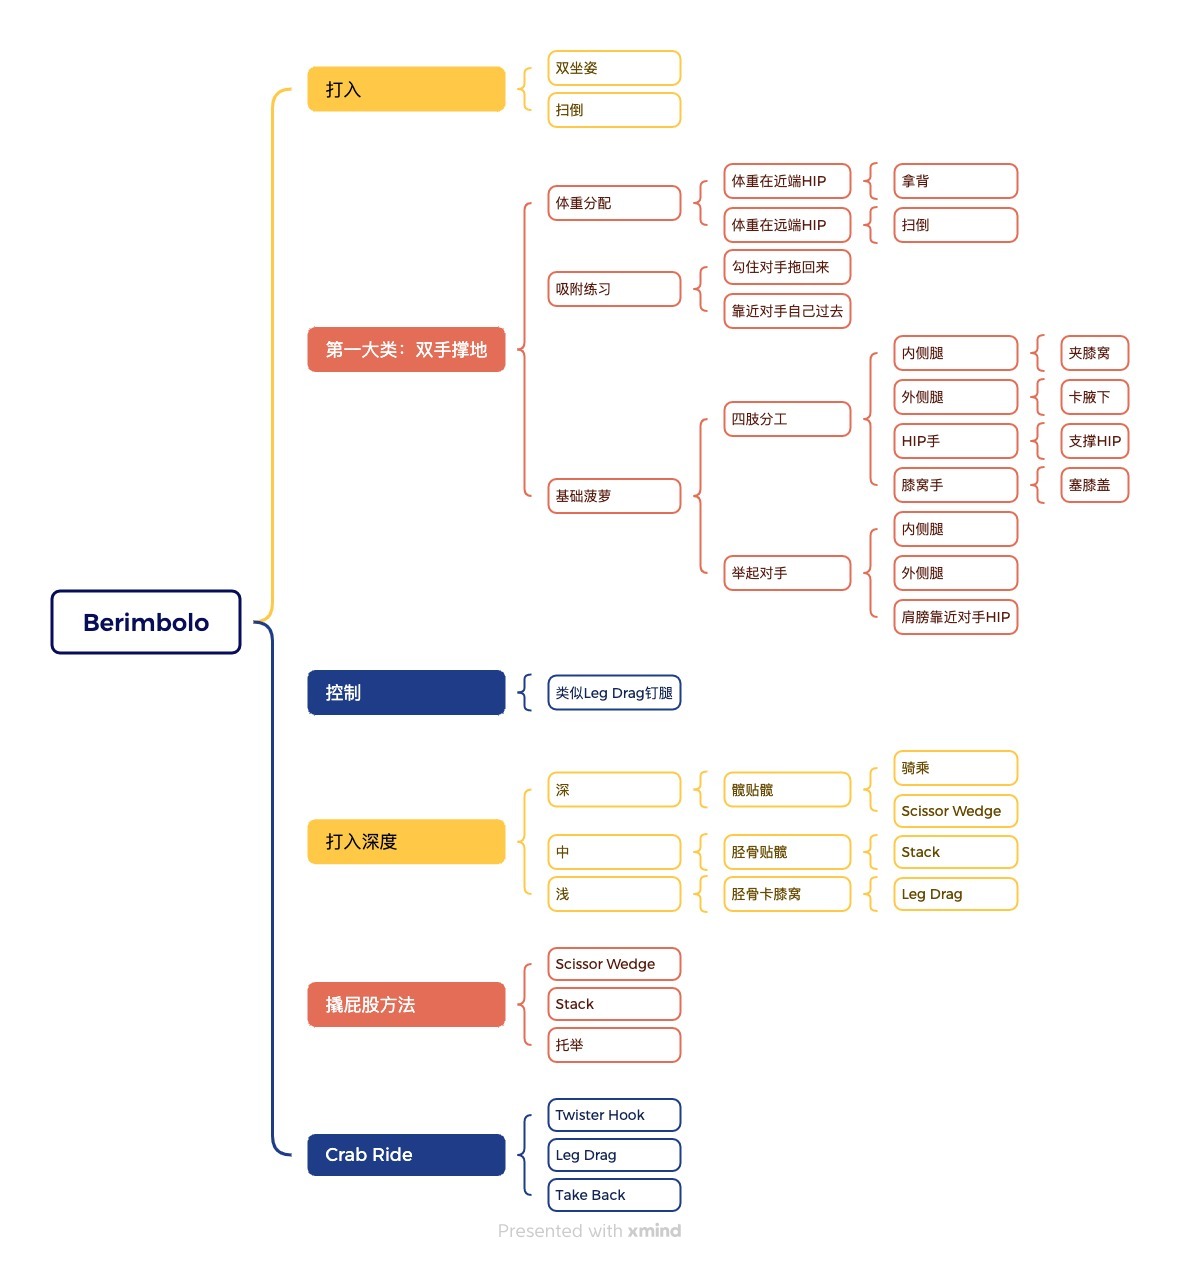 Berimbolo
打入
双坐姿
扫倒
第一大类：双手撑地
体重分配
体重在近端HIP
拿背
体重在远端HIP
扫倒
吸附练习
勾住对手拖回来
靠近对手自己过去
基础菠萝
四肢分工
内侧腿
夹膝窝
外侧腿
卡腋下
HIP手
支撑HIP
膝窝手
塞膝盖
举起对手
内侧腿
外侧腿
肩膀靠近对手HIP
控制
类似Leg Drag钉腿
打入深度
深
髋贴髋
骑乘
Scissor Wedge
中
胫骨贴髋
Stack
浅
胫骨卡膝窝
Leg Drag
撬屁股方法
Scissor Wedge
Stack
托举
Crab Ride
Twister Hook
Leg Drag
Take Back
Presented with xmind